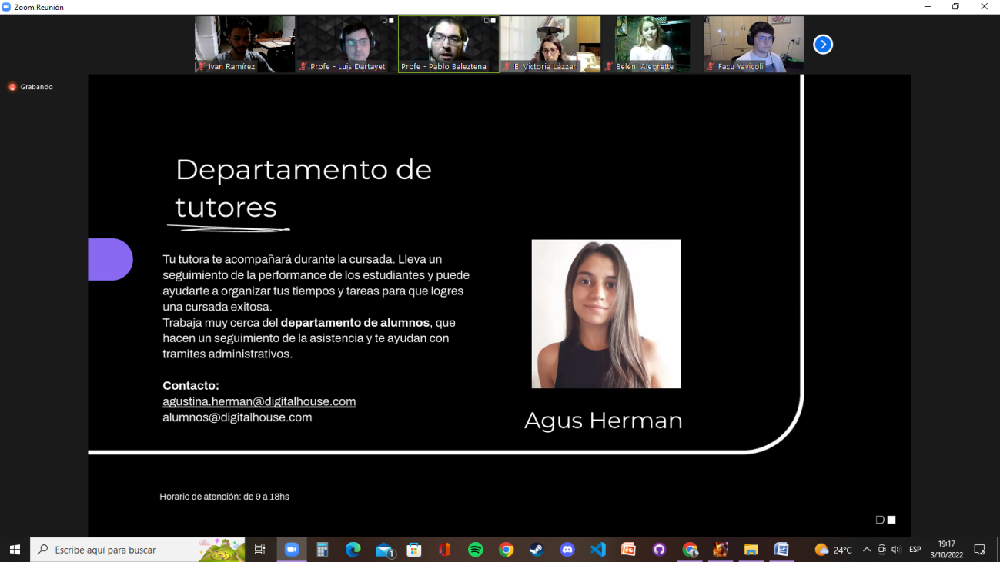 Zoom Reunión
Ivan Ramírez
Profe - Luis Dartayet
Profe - Pablo Baleztena
E. Victoria Lázzari
Belén Alegrette
Facu Yavicoli
Grabando
Departamento de
tutores
Tu tutora te acompañará durante la cursada. Lleva un
seguimiento de la performance de los estudiantes y puede
ayudarte a organizar tus tiempos y tareas para que logres
una cursada exitosa.
Trabaja muy cerca del departamento de alumnos, que
hacen un seguimiento de la asistencia y te ayudan con
tramites administrativos.
Contacto:
agustina.herman@digitalhouse.com
alumnos@digitalhouse.com
Agus Herman
Horario de atención: de 9 a 18hs
Escribe aquí para buscar
1
24°C
ESP
19:17
3/10/2022